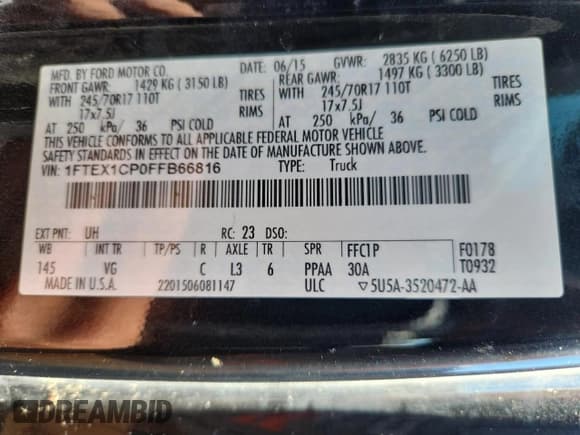 MFD. BY FORD MOTOR CO. DATE: 06/15 GVWR: 2835 KG ( 6250 LB)
FRONT GAWR: 1429 KG ( 3150 LB) REAR GAWR: 1497 KG ( 3300 LB)
WITH 245/70R17 110T TIRES WITH 245/70R17 110T TIRES
17x7.5J RIMS 17x7.5J RIMS
AT 250 kPa/ 36 PSI COLD AT 250 kPa/ 36 PSI COLD
THIS VEHICLE CONFORMS TO ALL APPLICABLE FEDERAL MOTOR VEHICLE
SAFETY STANDARDS IN EFFECT ON THE DATE OF MANUFACTURE SHOWN ABOVE.
VIN: 1FTEX1CP0FFB66816 TYPE: Truck
EXT PNT: UH RC: 23 DSO:
WB INT TR TP/PS R AXLE TR SPR FFC1P F0178
145 VG C L3 6 PPAA 30A T0932
MADE IN U.S.A. 2201506081147 ULC ▽5U5A-3520472-AA
DREAMBID